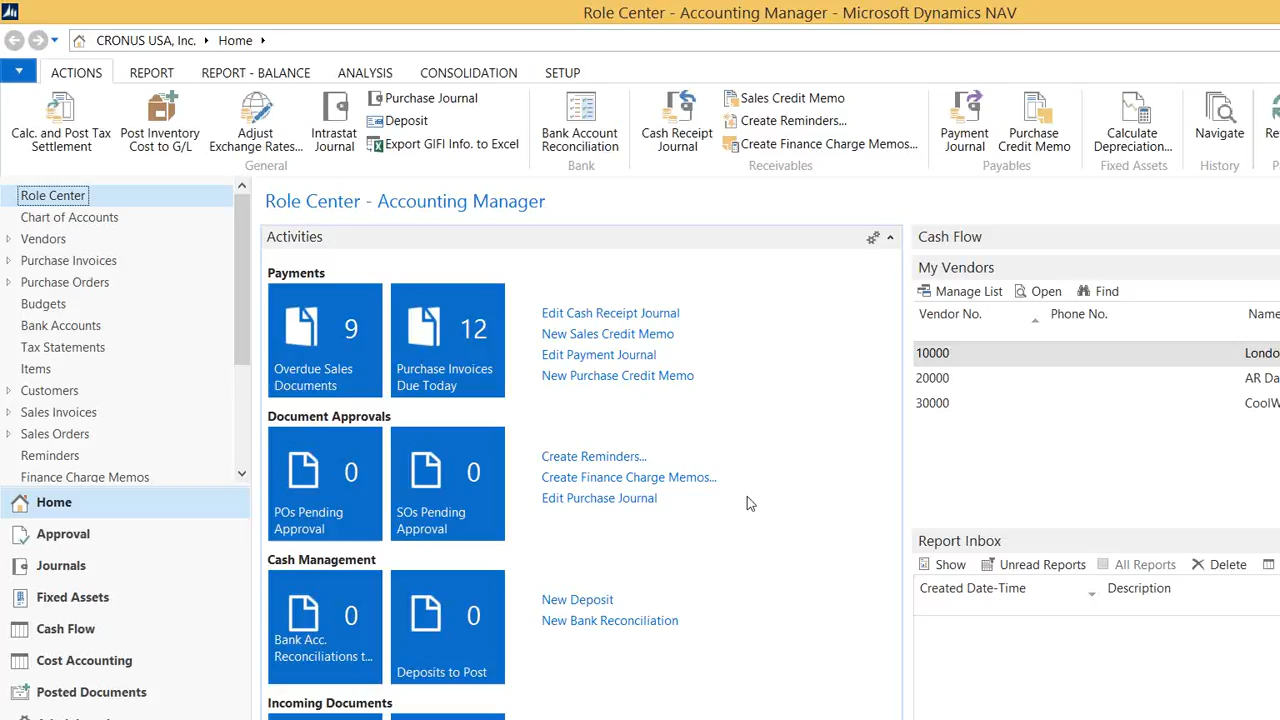 Role Center - Accounting Manager - Microsoft Dynamics NAV
CRONUS USA, Inc. Home
ACTIONS REPORT REPORT - BALANCE ANALYSIS CONSOLIDATION SETUP
Calc. and Post Tax Settlement
Post Inventory Cost to G/L
Adjust Exchange Rates...
Intrastat Journal
Purchase Journal
Deposit
Export GIFI Info. to Excel
General
Bank Account Reconciliation
Bank
Cash Receipt Journal
Sales Credit Memo
Create Reminders...
Create Finance Charge Memos...
Receivables
Payment Journal
Purchase Credit Memo
Payables
Calculate Depreciation...
Fixed Assets
Navigate
History
Role Center
Chart of Accounts
Vendors
Purchase Invoices
Purchase Orders
Budgets
Bank Accounts
Tax Statements
Items
Customers
Sales Invoices
Sales Orders
Reminders
Finance Charge Memos
Home
Approval
Journals
Fixed Assets
Cash Flow
Cost Accounting
Posted Documents
Role Center - Accounting Manager
Activities
Payments
9
Overdue Sales Documents
12
Purchase Invoices Due Today
Edit Cash Receipt Journal
New Sales Credit Memo
Edit Payment Journal
New Purchase Credit Memo
Document Approvals
0
POs Pending Approval
0
SOs Pending Approval
Create Reminders...
Create Finance Charge Memos...
Edit Purchase Journal
Cash Management
0
Bank Acc. Reconciliations t...
0
Deposits to Post
New Deposit
New Bank Reconciliation
Incoming Documents
Cash Flow
My Vendors
Manage List Open Find
Vendor No. Phone No. Name
10000 Londo
20000 AR Da
30000 CoolW
Report Inbox
Show Unread Reports All Reports Delete
Created Date-Time Description